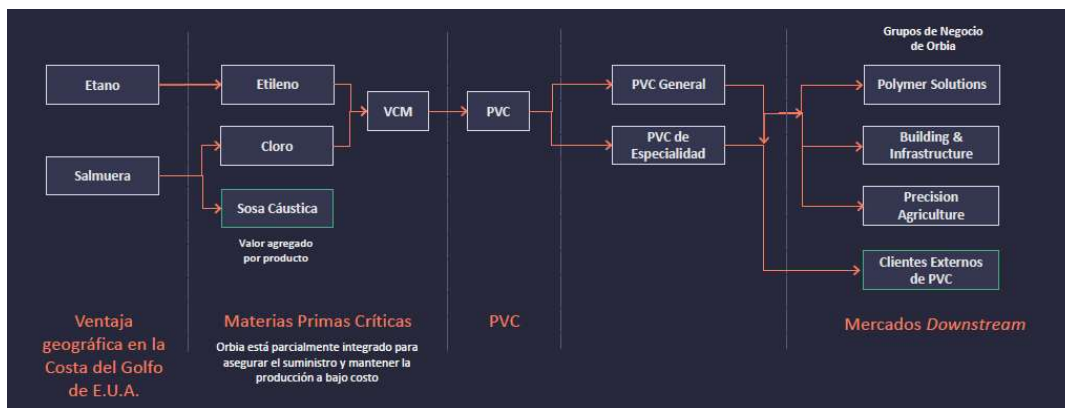 Grupos de Negocio
de Orbia
Etano
Etileno
VCM
PVC
PVC General
Polymer Solutions
Cloro
PVC de
Especialidad
Building &
Infrastructure
Salmuera
Sosa Cáustica
Precision
Agriculture
Valor agregado
por producto
Clientes Externos
de PVC
Ventaja
geográfica en la
Costa del Golfo
de E.U.A.
Materias Primas Críticas
Orbia está parcialmente integrado para
asegurar el suministro y mantener la
producción a bajo costo
PVC
Mercados Downstream